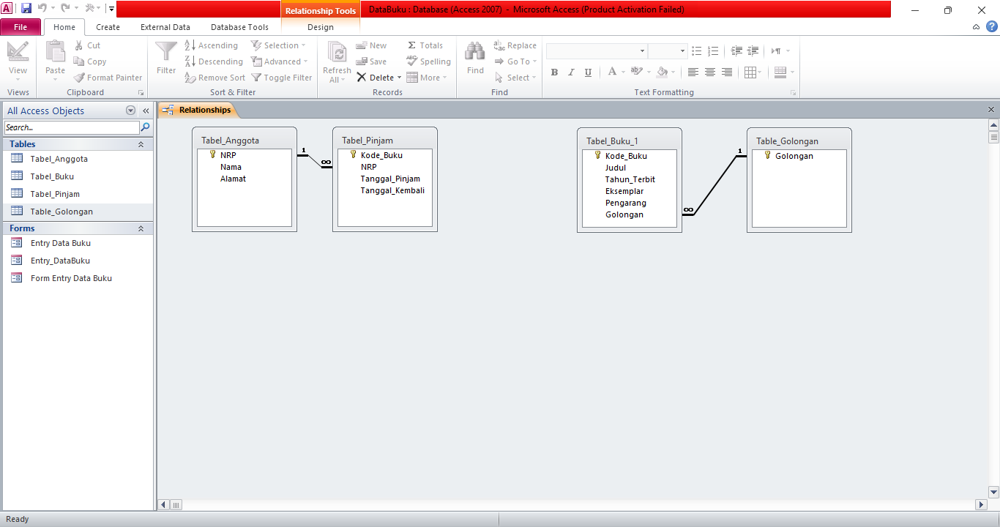 Relationship Tools
DataBuku : Database (Access 2007) - Microsoft Access (Product Activation Failed)
File Home Create External Data Database Tools Design
View
Views
Paste
Cut
Copy
Format Painter
Clipboard
Filter
Ascending
Descending
Remove Sort
Selection
Advanced
Toggle Filter
Sort & Filter
Refresh All
New
Save
Delete
Totals
Spelling
More
Records
Find
Replace
Go To
Select
Find
B I U A ab
Text Formatting
All Access Objects
Search...
Tables
Tabel_Anggota
Tabel_Buku
Tabel_Pinjam
Table_Golongan
Forms
Entry Data Buku
Entry_DataBuku
Form Entry Data Buku
Relationships
Tabel_Anggota
NRP
Nama
Alamat
1
∞
Tabel_Pinjam
Kode_Buku
NRP
Tanggal_Pinjam
Tanggal_Kembali
Tabel_Buku_1
Kode_Buku
Judul
Tahun_Terbit
Eksemplar
Pengarang
Golongan
∞
1
Table_Golongan
Golongan
Ready